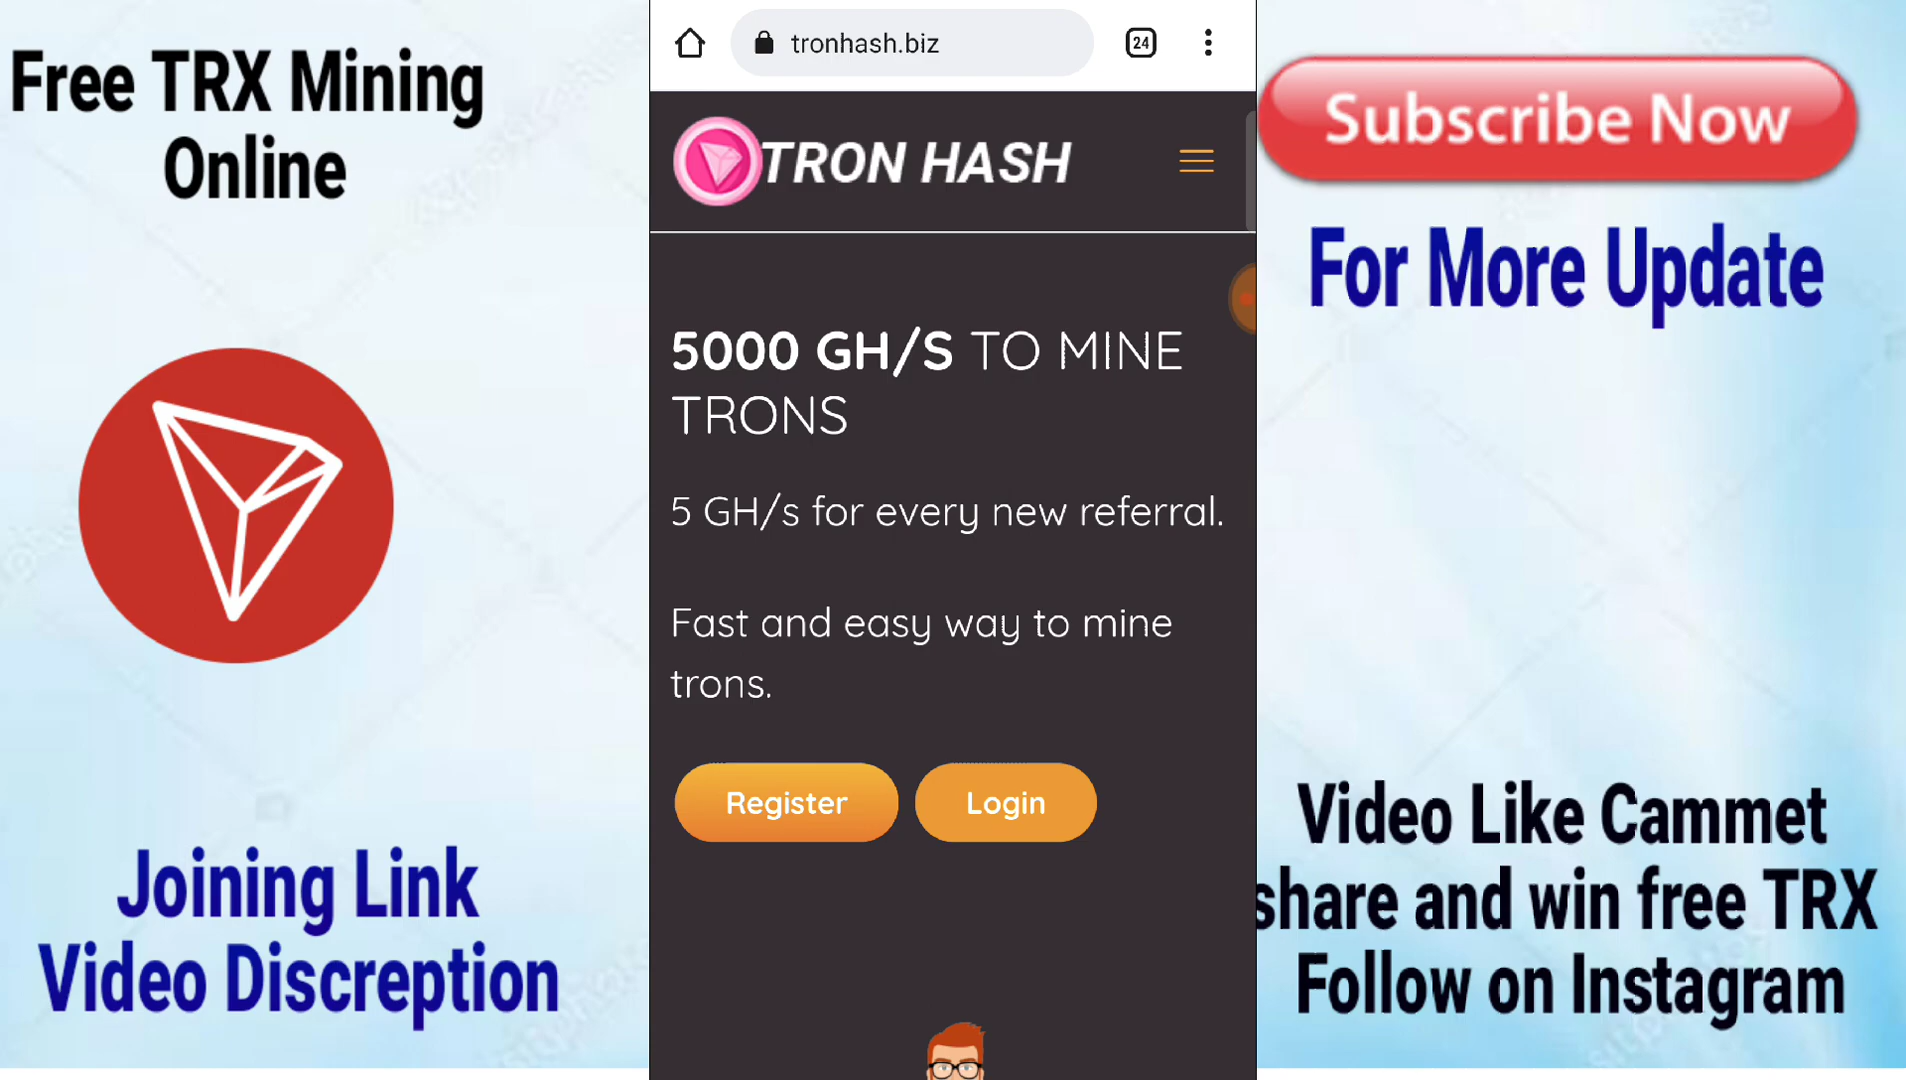 Free TRX Mining
Online
Joining Link
Video Discreption
tronhash.biz
24
TRON HASH
5000 GH/S TO MINE
TRONS
5 GH/s for every new referral.
Fast and easy way to mine
trons.
Register
Login
Subscribe Now
For More Update
Video Like Cammet
share and win free TRX
Follow on Instagram